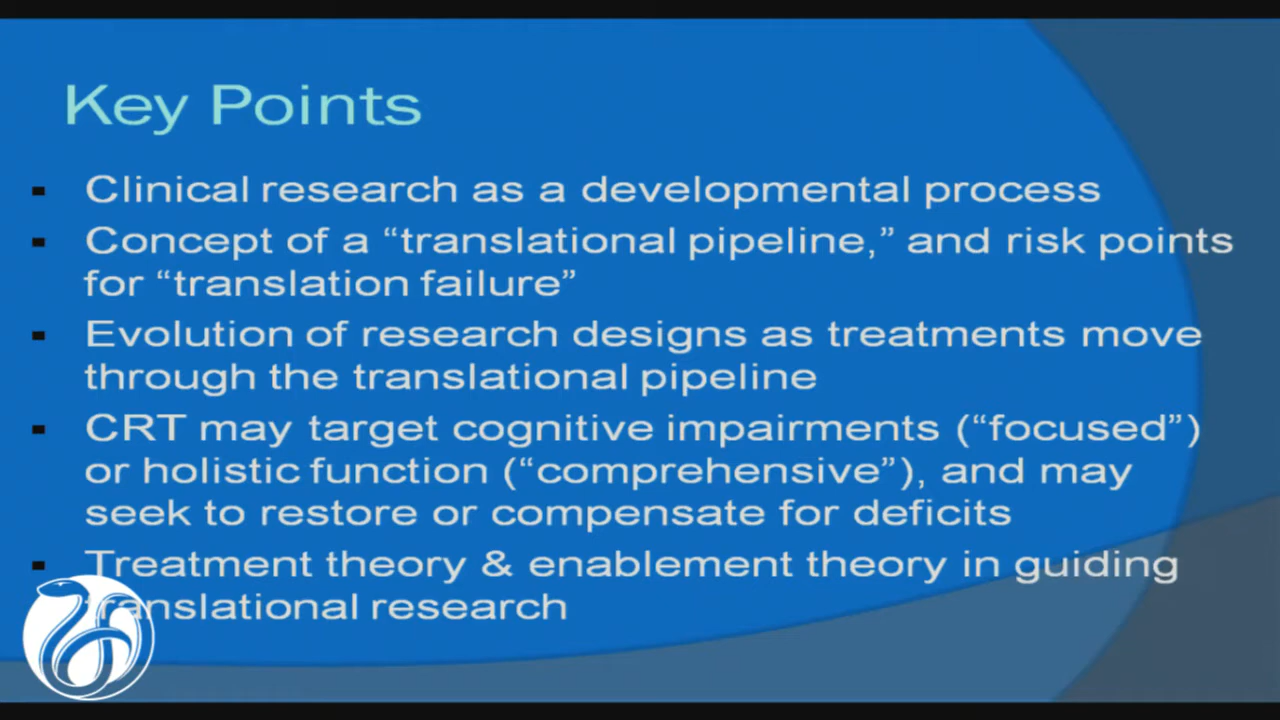 Key Points
▪ Clinical research as a developmental process
▪ Concept of a “translational pipeline,” and risk points
for “translation failure”
▪ Evolution of research designs as treatments move
through the translational pipeline
▪ CRT may target cognitive impairments (“focused”)
or holistic function (“comprehensive”), and may
seek to restore or compensate for deficits
▪ Treatment theory & enablement theory in guiding
translational research